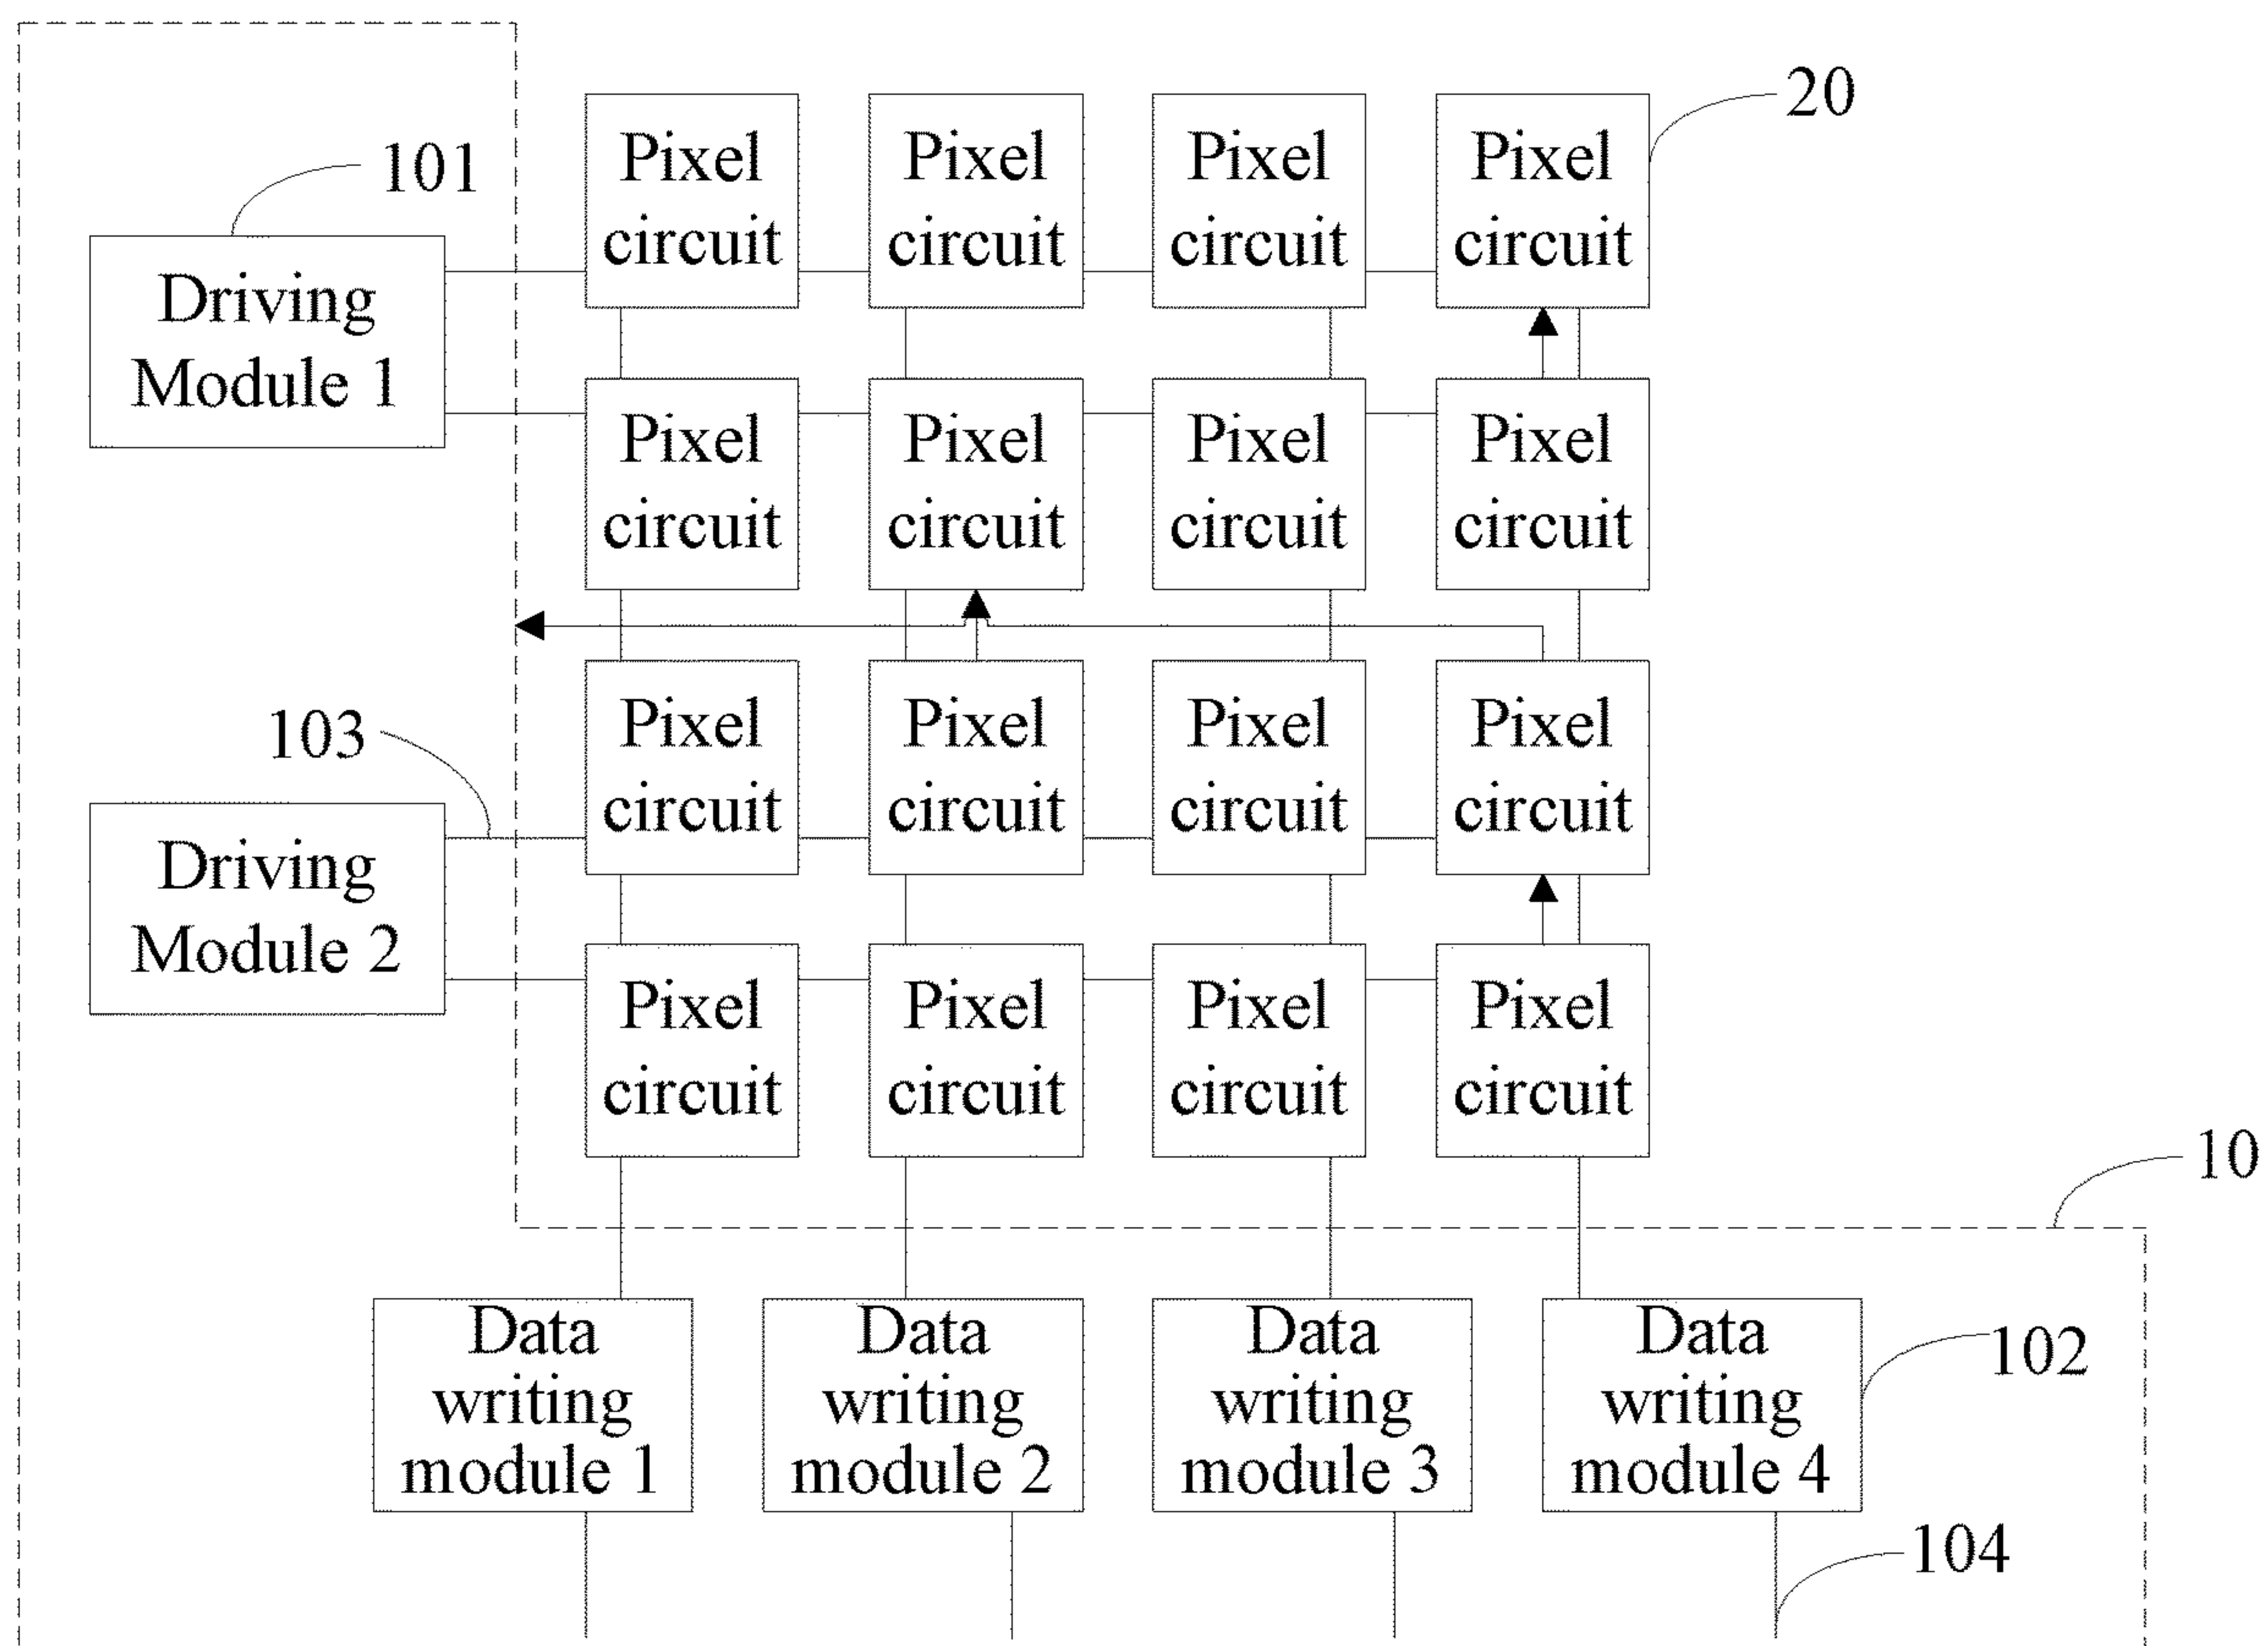 20
Pixel
circuit
Pixel
circuit
Pixel
circuit
Pixel
circuit
101
Driving
Module 1
Pixel
circuit
Pixel
circuit
Pixel
circuit
Pixel
circuit
103
Pixel
circuit
Pixel
circuit
Pixel
circuit
Pixel
circuit
Driving
Module 2
Pixel
circuit
Pixel
circuit
Pixel
circuit
Pixel
circuit
10
Data
writing
module 1
Data
writing
module 2
Data
writing
module 3
Data
writing
module 4
102
104